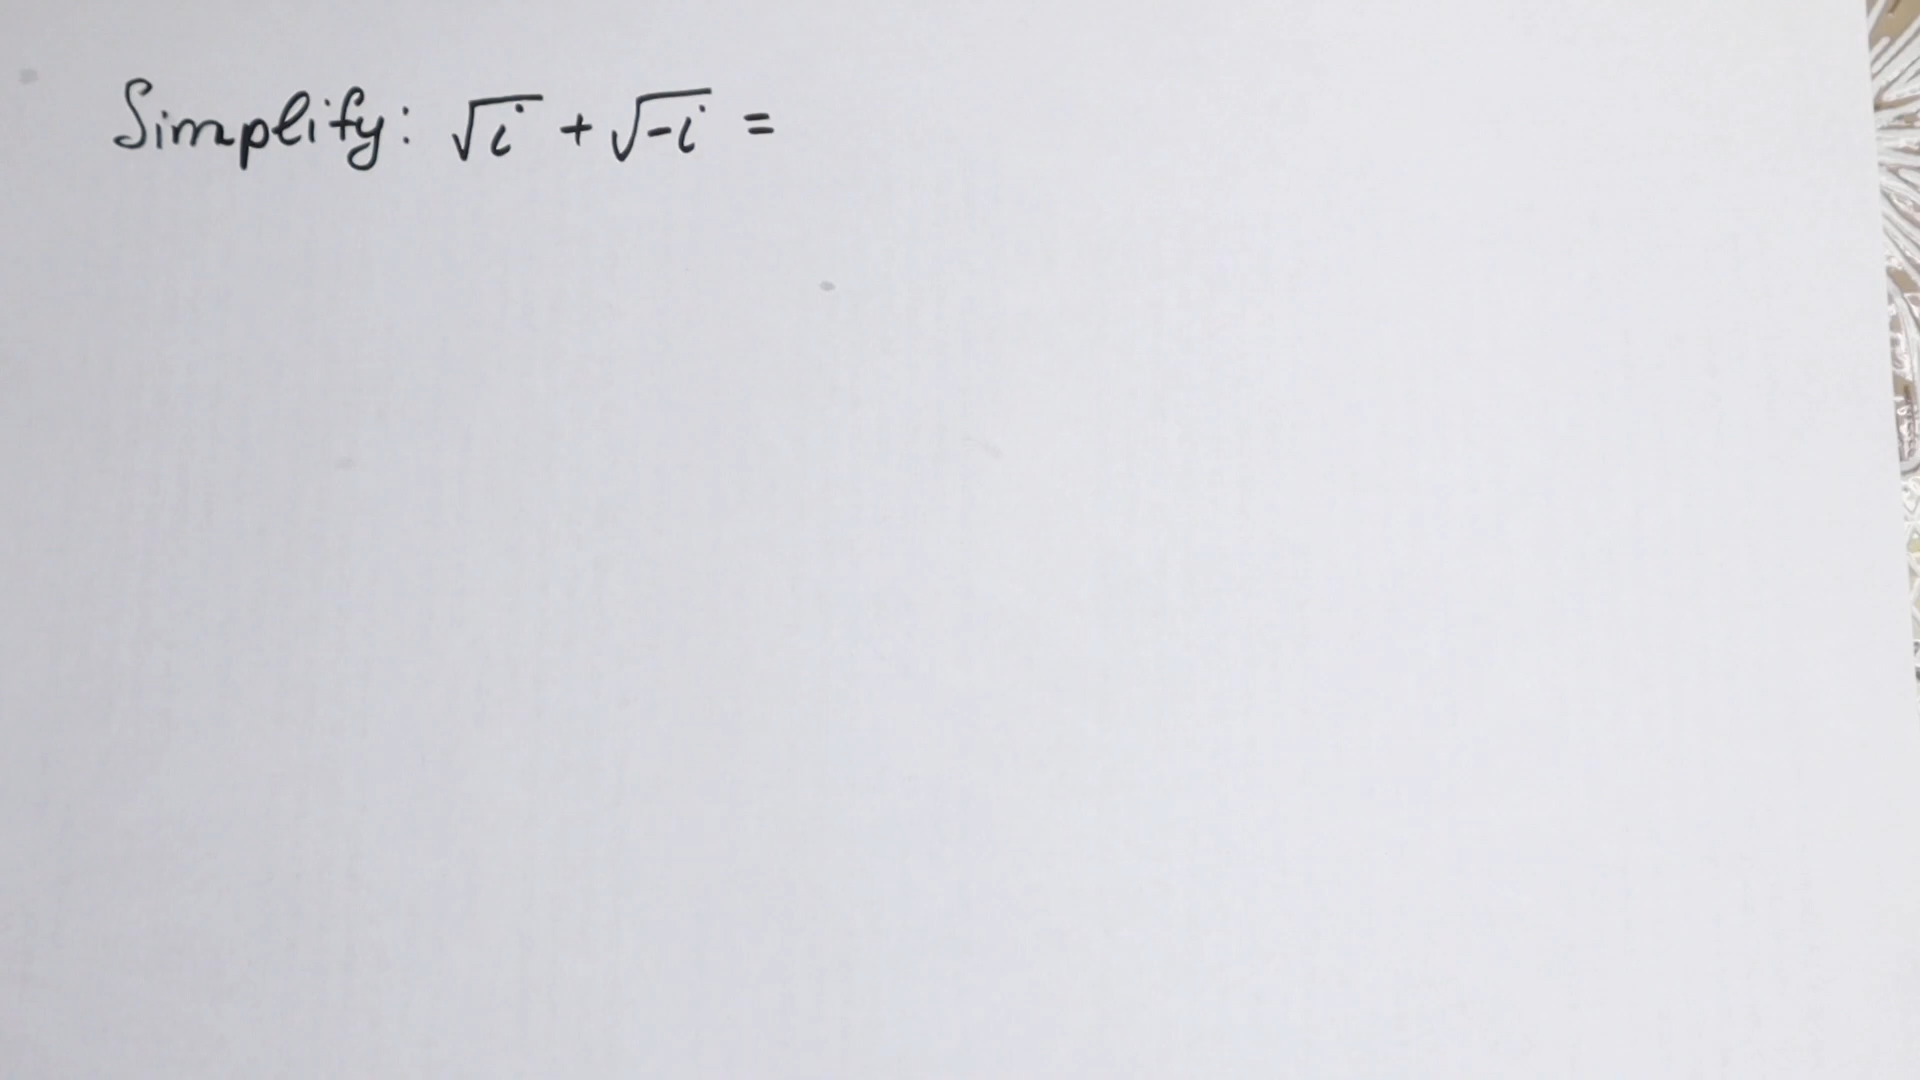 Simplify: √i + √-i =